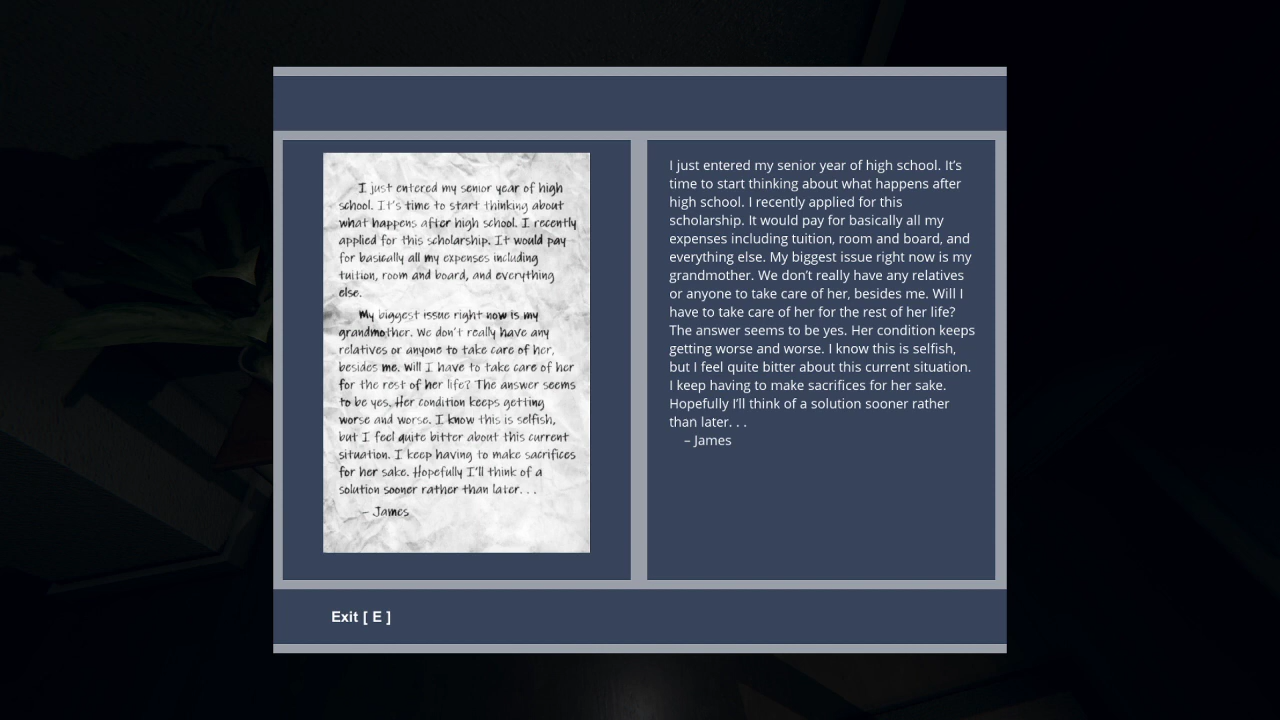 I just entered my senior year of high
school. It's time to start thinking about
what happens after high school. I recently
applied for this scholarship. It would pay
for basically all my expenses including
tuition, room and board, and everything
else.
My biggest issue right now is my
grandmother. We don't really have any
relatives or anyone to take care of her,
besides me. Will I have to take care of her
for the rest of her life? The answer seems
to be yes. Her condition keeps getting
worse and worse. I know this is selfish,
but I feel quite bitter about this current
situation. I keep having to make sacrifices
for her sake. Hopefully I'll think of a
solution sooner rather than later. . .
– James
I just entered my senior year of high school. It's
time to start thinking about what happens after
high school. I recently applied for this
scholarship. It would pay for basically all my
expenses including tuition, room and board, and
everything else. My biggest issue right now is my
grandmother. We don't really have any relatives
or anyone to take care of her, besides me. Will I
have to take care of her for the rest of her life?
The answer seems to be yes. Her condition keeps
getting worse and worse. I know this is selfish,
but I feel quite bitter about this current situation.
I keep having to make sacrifices for her sake.
Hopefully I'll think of a solution sooner rather
than later. . .
– James
Exit [ E ]